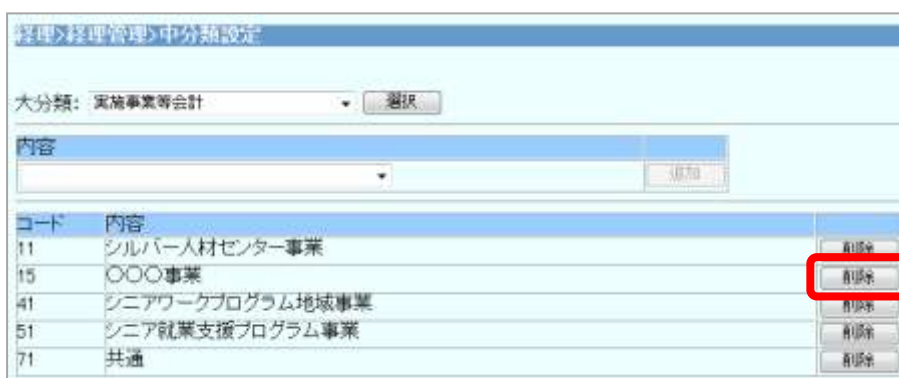 経理>経理管理>中分類設定
大分類: 実施事業等会計 選択
内容
追加
コード 内容
11 シルバー人材センター事業 削除
15 〇〇〇事業 削除
41 シニアワークプログラム地域事業 削除
51 シニア就業支援プログラム事業 削除
71 共通 削除